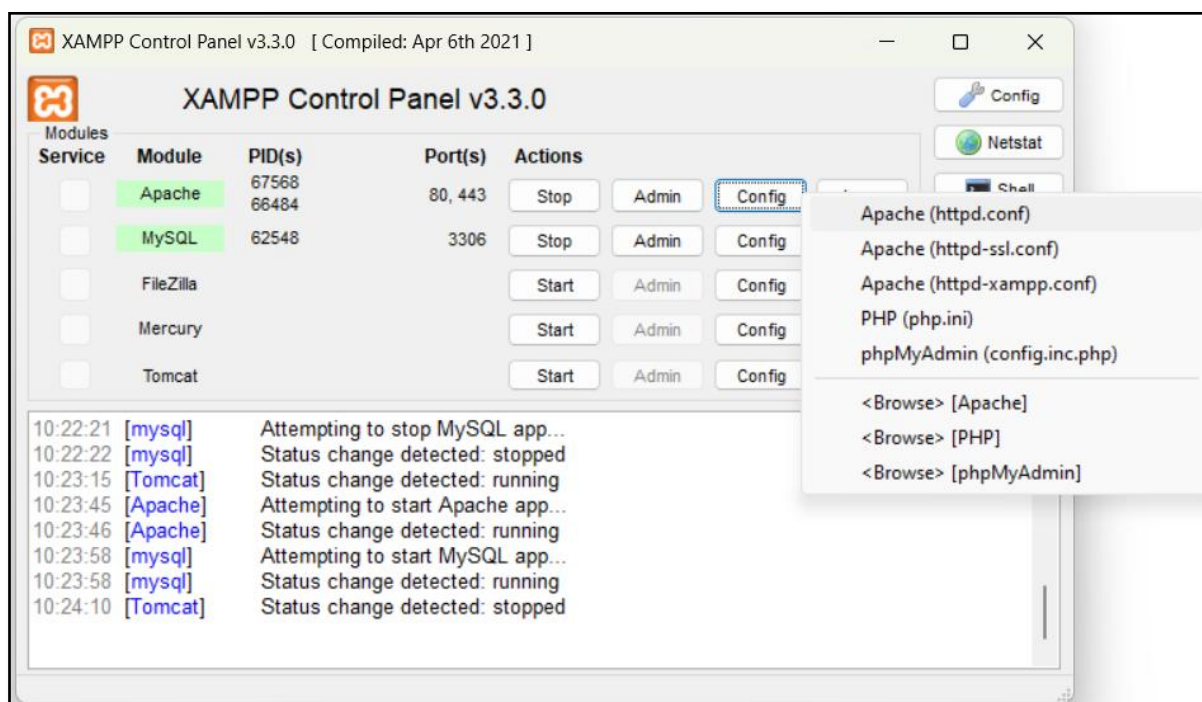 XAMPP Control Panel v3.3.0 [ Compiled: Apr 6th 2021 ]
XAMPP Control Panel v3.3.0
Config
Netstat
Shell
Modules
Service Module PID(s) Port(s) Actions
Apache 67568 66484 80, 443 Stop Admin Config
MySQL 62548 3306 Stop Admin Config
FileZilla Start Admin Config
Mercury Start Admin Config
Tomcat Start Admin Config
Apache (httpd.conf)
Apache (httpd-ssl.conf)
Apache (httpd-xampp.conf)
PHP (php.ini)
phpMyAdmin (config.inc.php)
<Browse> [Apache]
<Browse> [PHP]
<Browse> [phpMyAdmin]
10:22:21 [mysql] Attempting to stop MySQL app...
10:22:22 [mysql] Status change detected: stopped
10:23:15 [Tomcat] Status change detected: running
10:23:45 [Apache] Attempting to start Apache app...
10:23:46 [Apache] Status change detected: running
10:23:58 [mysql] Attempting to start MySQL app...
10:23:58 [mysql] Status change detected: running
10:24:10 [Tomcat] Status change detected: stopped